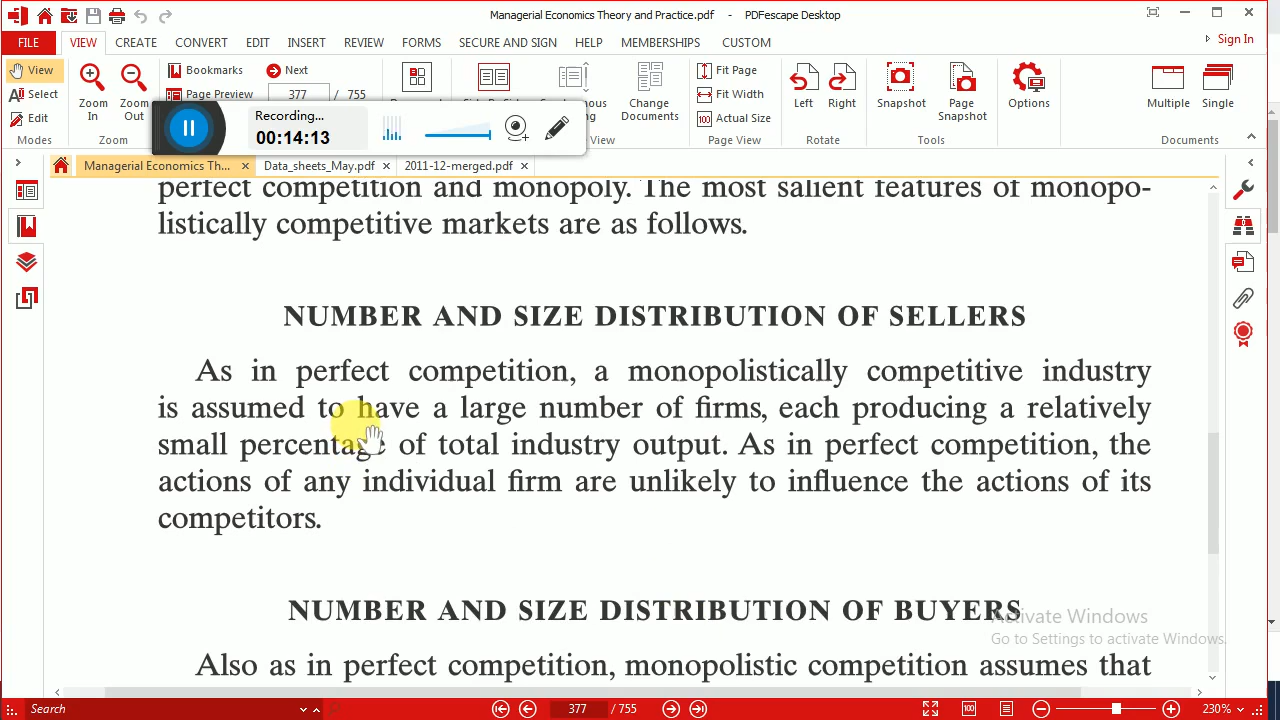 Managerial Economics Theory and Practice.pdf - PDFescape Desktop
FILE VIEW CREATE CONVERT EDIT INSERT REVIEW FORMS SECURE AND SIGN HELP MEMBERSHIPS CUSTOM Sign In
View Bookmarks Next Fit Page
Select Zoom In Zoom Out Page Preview 377 / 755 Change Documents Fit Width Left Right Snapshot Page Snapshot Options Multiple Single
Edit Actual Size
Modes Zoom View Page View Rotate Tools Documents
Recording...
00:14:13
Managerial Economics Th... Data_sheets_May.pdf 2011-12-merged.pdf
perfect competition and monopoly. The most salient features of monopo-
listically competitive markets are as follows.
NUMBER AND SIZE DISTRIBUTION OF SELLERS
As in perfect competition, a monopolistically competitive industry
is assumed to have a large number of firms, each producing a relatively
small percentage of total industry output. As in perfect competition, the
actions of any individual firm are unlikely to influence the actions of its
competitors.
NUMBER AND SIZE DISTRIBUTION OF BUYERS
Activate Windows
Go to Settings to activate Windows.
Also as in perfect competition, monopolistic competition assumes that
Search 377 / 755 230%